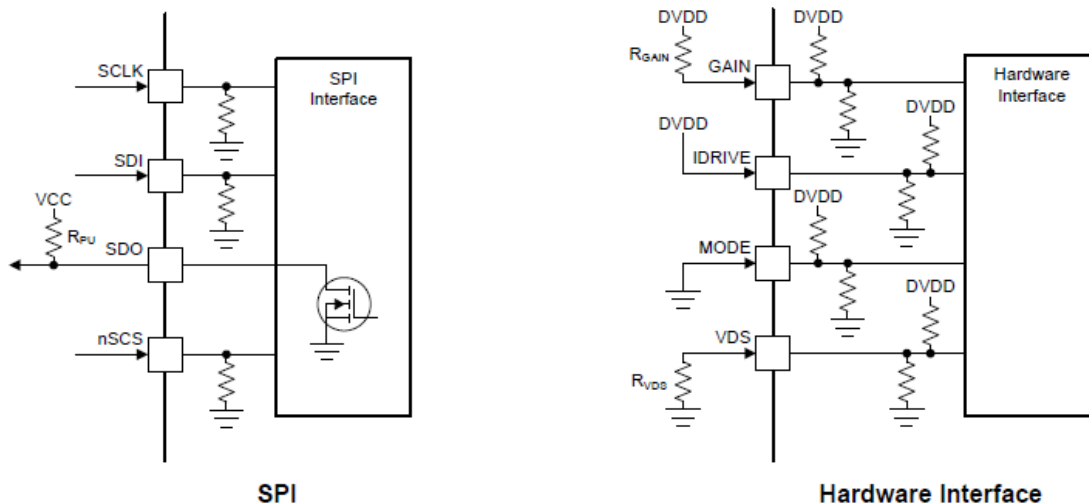 SCLK
SPI
Interface
SDI
VCC
RPU
SDO
nSCS
SPI
DVDD
DVDD
RGAIN
GAIN
Hardware
Interface
DVDD
DVDD
IDRIVE
DVDD
MODE
DVDD
VDS
RVDS
Hardware Interface